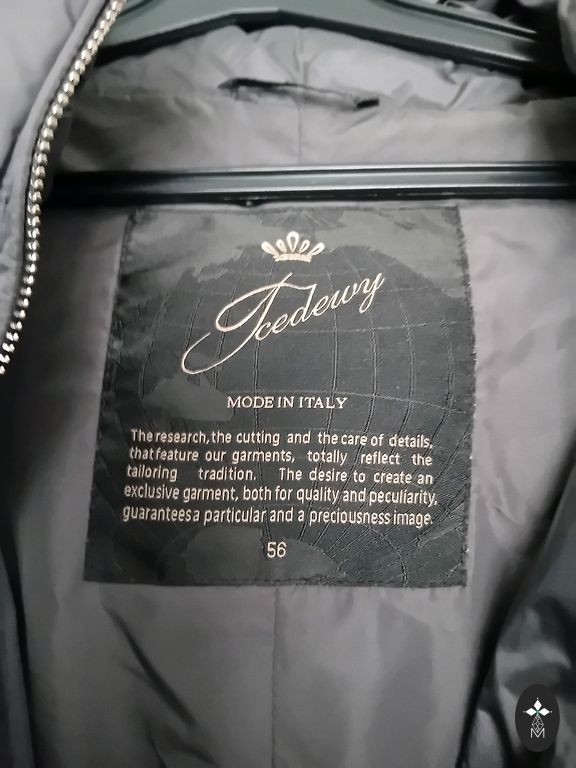 Icedewy
MODE IN ITALY
The research, the cutting and the care of details,
that feature our garments, totally reflect the
tailoring tradition. The desire to create an
exclusive garment, both for quality and peculiarity,
guarantees a particular and a preciousness image.
56
M